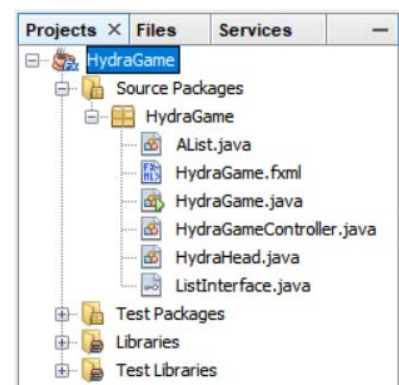 Projects × Files Services —
HydraGame
Source Packages
HydraGame
AList.java
HydraGame.fxml
HydraGame.java
HydraGameController.java
HydraHead.java
ListInterface.java
Test Packages
Libraries
Test Libraries